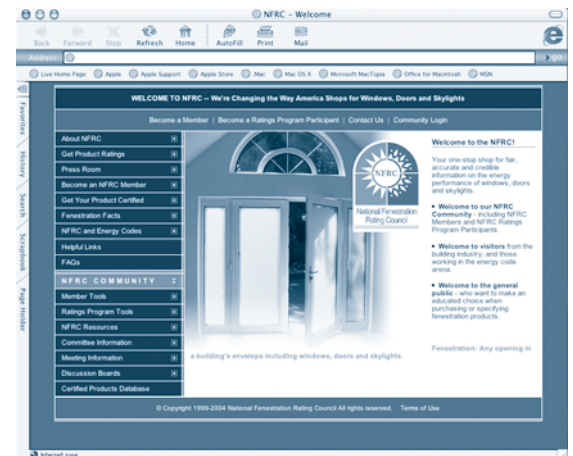 NFRC - Welcome
Back Forward Stop Refresh Home AutoFill Print Mail
Address
go
Live Home Page Apple Apple Support Apple Store .Mac Mac OS X Microsoft MacTopia Office for Macintosh MSN
Favorites
History
Search
Scrapbook
Page Holder
WELCOME TO NFRC -- We're Changing the Way America Shops for Windows, Doors and Skylights
Become a Member | Become a Ratings Program Participant | Contact Us | Community Login
About NFRC
Get Product Ratings
Press Room
Become an NFRC Member
Get Your Product Certified
Fenestration Facts
NFRC and Energy Codes
Helpful Links
FAQs
NFRC COMMUNITY
Member Tools
Ratings Program Tools
NFRC Resources
Committee Information
Meeting Information
Discussion Boards
Certified Products Database
NFRC
National Fenestration
Rating Council
Welcome to the NFRC!
Your one-stop shop for fair,
accurate and credible
information on the energy
performance of windows, doors
and skylights.
• Welcome to our NFRC
Community - including NFRC
Members and NFRC Ratings
Program Participants.
• Welcome to visitors from the
building industry; and those
working in the energy code
arena.
• Welcome to the general
public - who want to make an
educated choice when
purchasing or specifying
fenestration products.
Fenestration: Any opening in
a building's envelope including windows, doors and skylights.
© Copyright 1999-2004 National Fenestration Rating Council All rights reserved. Terms of Use
Internet zone